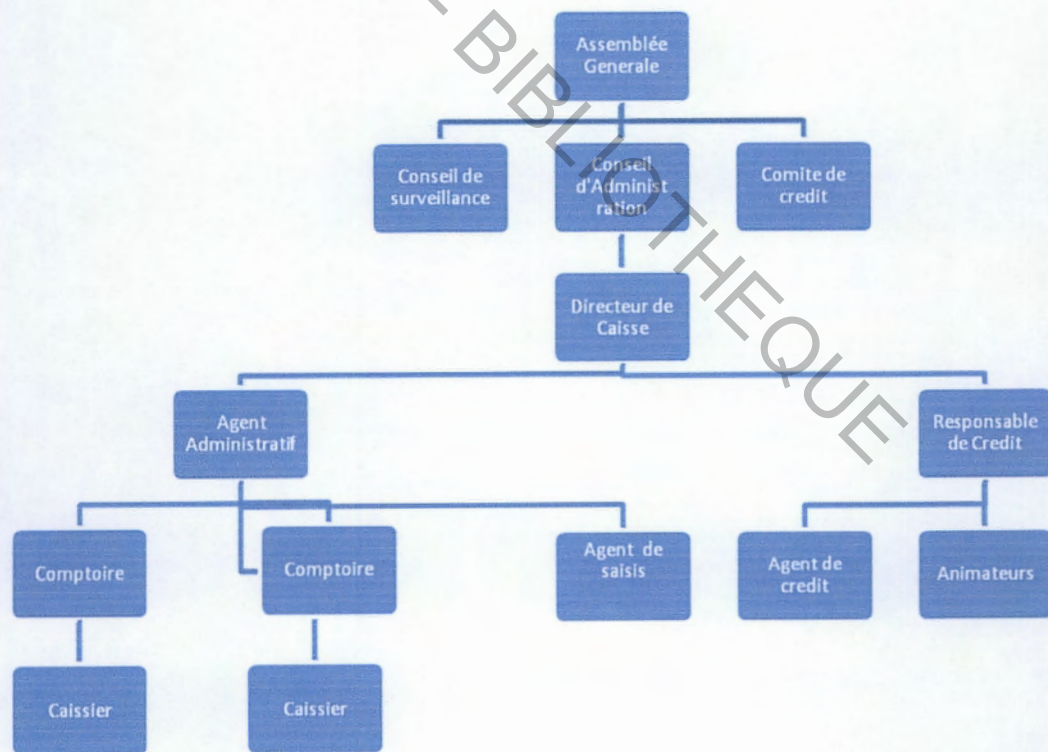 Assemblée
Generale
Conseil de
surveillance
Conseil
d'Administ
ration
Comite de
credit
Directeur de
Caisse
Agent
Administratif
Responsable
de Credit
Comptoire
Comptoire
Agent de
saisis
Agent de
credit
Animateurs
Caissier
Caissier
BIBLIOTHEQUE